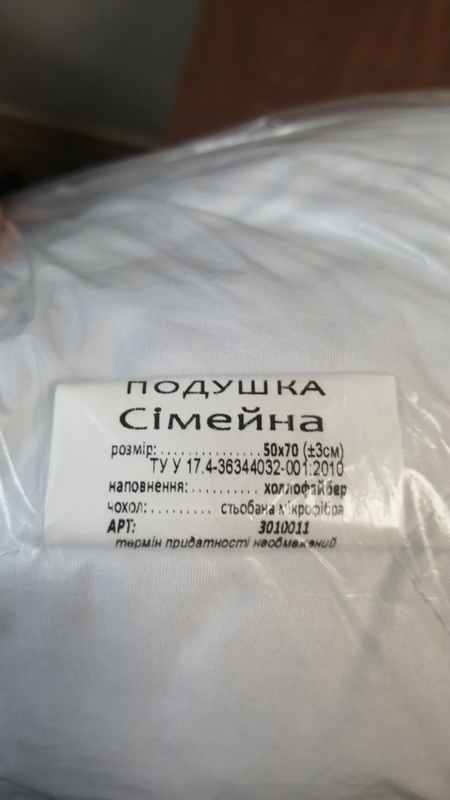 ПОДУШКА
Сімейна
розмір:................50х70 (±3см)
ТУ У 17.4-36344032-001:2010
наповнення:..........холлофайбер
чохол:.........стьобана мікрофібра
АРТ: 3010011
термін придатності необмежений